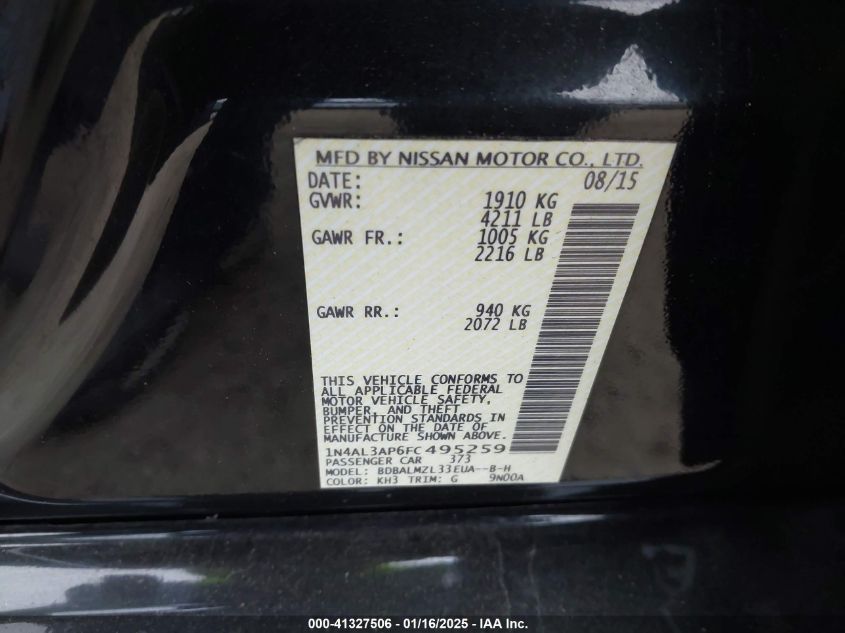 MFD BY NISSAN MOTOR CO., LTD.
DATE: 08/15
GVWR: 1910 KG
4211 LB
GAWR FR.: 1005 KG
2216 LB
GAWR RR.: 940 KG
2072 LB
THIS VEHICLE CONFORMS TO
ALL APPLICABLE FEDERAL
MOTOR VEHICLE SAFETY,
BUMPER, AND THEFT
PREVENTION STANDARDS IN
EFFECT ON THE DATE OF
MANUFACTURE SHOWN ABOVE.
1N4AL3AP6FC495259
PASSENGER CAR 373
MODEL: BDBALMZL33EUA--B-H
COLOR: KH3 TRIM: G 9N00A
000-41327506 - 01/16/2025 - IAA Inc.